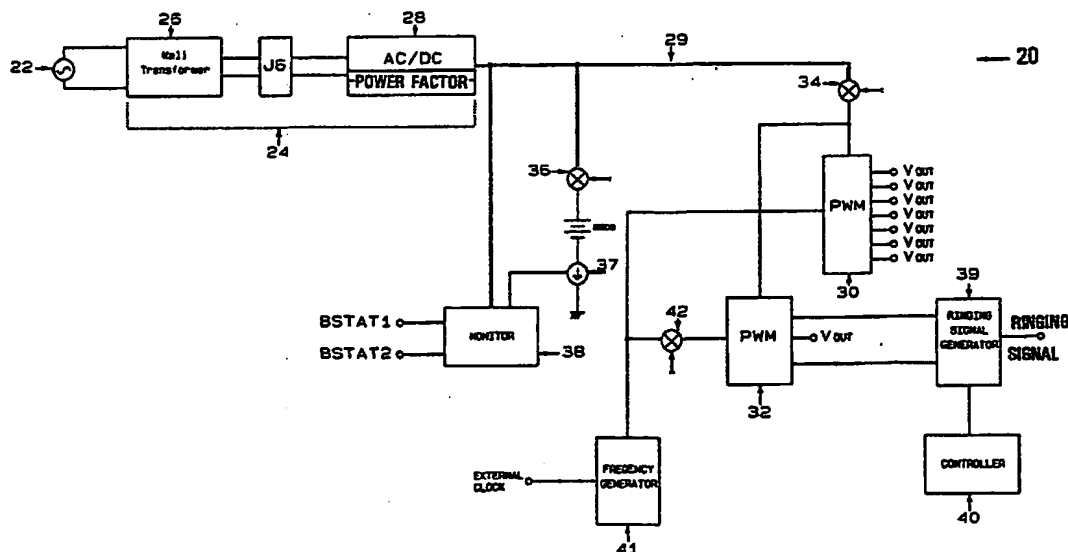 26
28
Wall
Transformer
J6
AC/DC
POWER FACTOR
29
20
22
34
24
36
PWM
V OUT
V OUT
V OUT
V OUT
V OUT
V OUT
V OUT
37
30
39
BSTAT1
BSTAT2
MONITOR
38
42
PWM
V OUT
RINGING
SIGNAL
GENERATOR
RINGING
SIGNAL
32
EXTERNAL
CLOCK
FREGENCY
GENERATOR
CONTROLLER
41
40